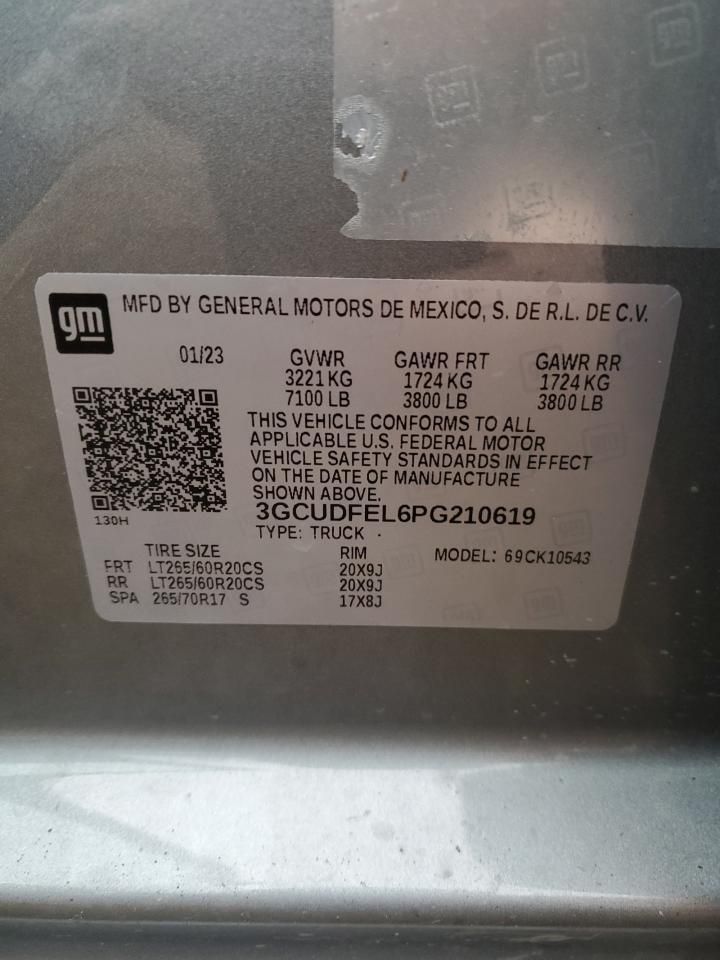 gm
MFD BY GENERAL MOTORS DE MEXICO, S. DE R.L. DE C.V.
01/23 GVWR GAWR FRT GAWR RR
3221 KG 1724 KG 1724 KG
7100 LB 3800 LB 3800 LB
THIS VEHICLE CONFORMS TO ALL
APPLICABLE U.S. FEDERAL MOTOR
VEHICLE SAFETY STANDARDS IN EFFECT
ON THE DATE OF MANUFACTURE
SHOWN ABOVE.
130H
3GCUDFEL6PG210619
TYPE: TRUCK
TIRE SIZE RIM MODEL: 69CK10543
FRT LT265/60R20CS 20X9J
RR LT265/60R20CS 20X9J
SPA 265/70R17 S 17X8J